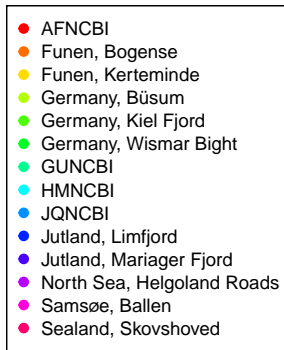 AFNCBI
Funen, Bogense
Funen, Kerteminde
Germany, Büsum
Germany, Kiel Fjord
Germany, Wismar Bight
GUNCBI
HMNCBI
JQNCBI
Jutland, Limfjord
Jutland, Mariager Fjord
North Sea, Helgoland Roads
Samsøe, Ballen
Sealand, Skovshoved